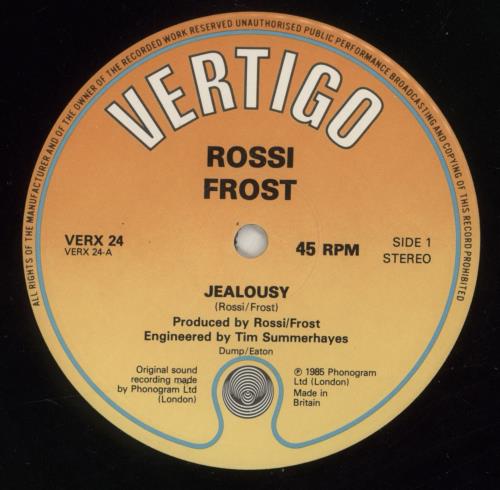 ALL RIGHTS OF THE MANUFACTURER AND OF THE OWNER OF THE RECORDED WORK RESERVED UNAUTHORISED PUBLIC PERFORMANCE BROADCASTING AND COPYING OF THIS RECORD PROHIBITED
VERTIGO
ROSSI
FROST
VERX 24
VERX 24-A
45 RPM
SIDE 1
STEREO
JEALOUSY
(Rossi/Frost)
Produced by Rossi/Frost
Engineered by Tim Summerhayes
Dump/Eaton
Original sound
recording made
by Phonogram Ltd
(London)
℗ 1985 Phonogram
Ltd (London)
Made in
Britain